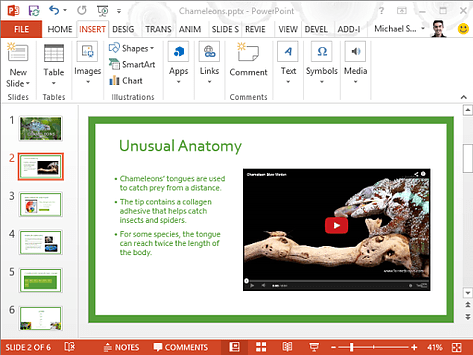 Chameleons.pptx - PowerPoint
FILE HOME INSERT DESIG TRANS ANIM SLIDE S REVIE VIEW DEVEL ADD-I Michael S...
New Slide
Table
Images
Shapes
SmartArt
Chart
Apps
Links
Comment
Text
Symbols
Media
Slides Tables Illustrations Comments
1
2
3
4
5
6
Unusual Anatomy
• Chameleons' tongues are used
to catch prey from a distance.
• The tip contains a collagen
adhesive that helps catch
insects and spiders.
• For some species, the tongue
can reach twice the length of
the body.
SLIDE 2 OF 6 NOTES COMMENTS 41%